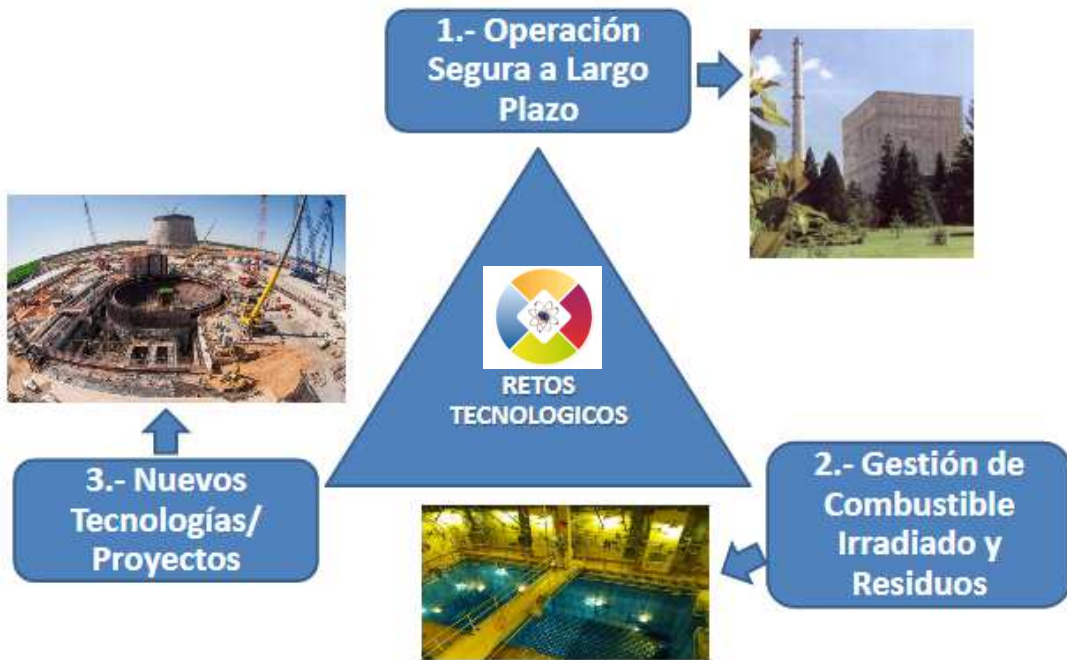 1.- Operación
Segura a Largo
Plazo
RETOS
TECNOLOGICOS
2.- Gestión de
Combustible
Irradiado y
Residuos
3.- Nuevos
Tecnologías/
Proyectos